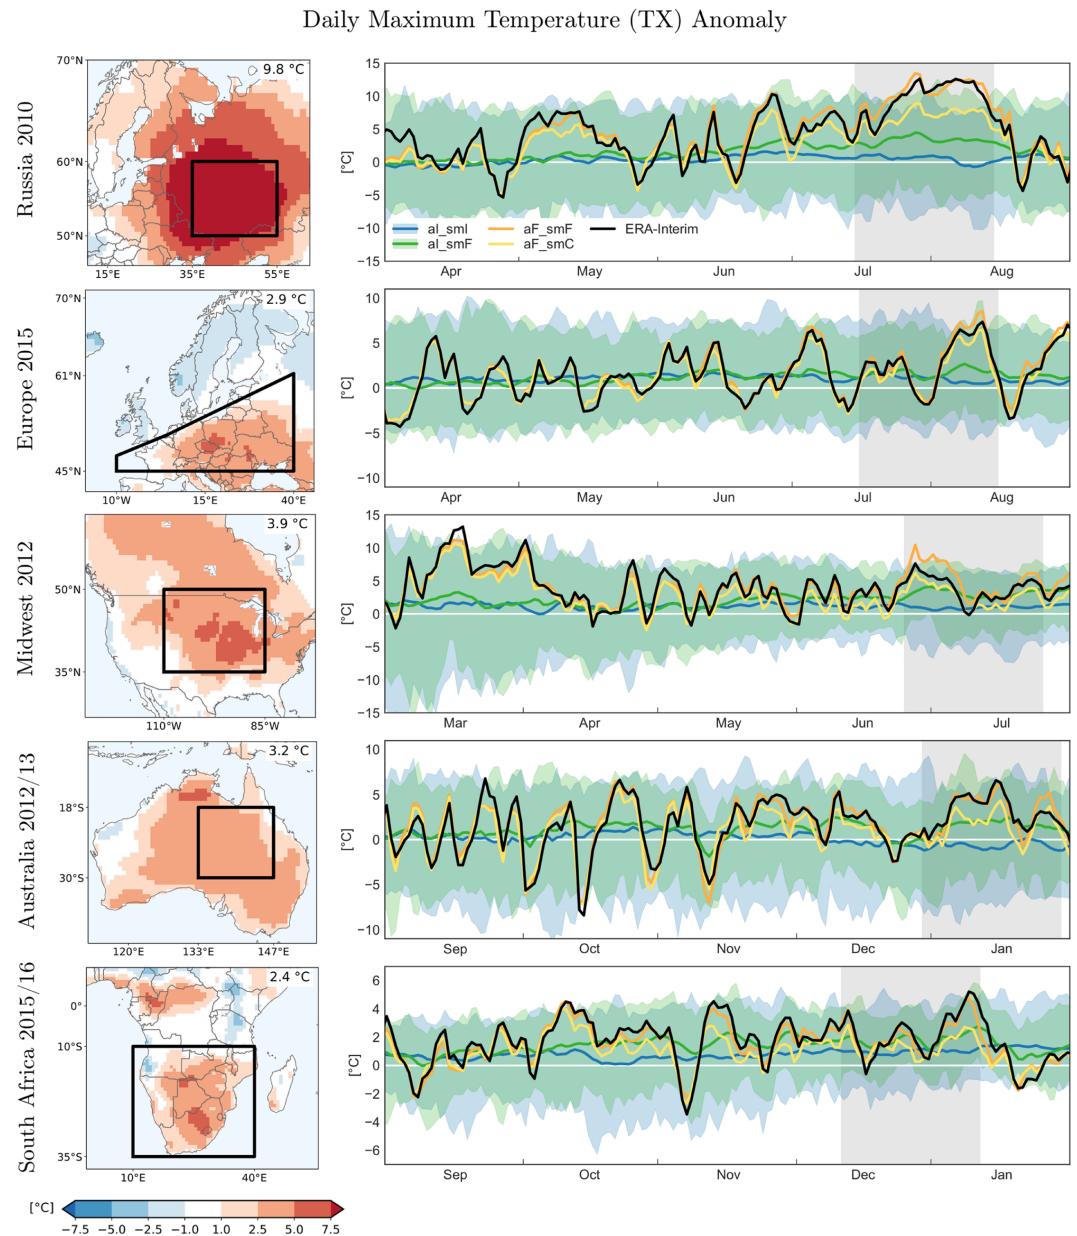 Daily Maximum Temperature (TX) Anomaly
Russia 2010
70°N
60°N
50°N
15°E 35°E 55°E
9.8 °C
[°C]
15
10
5
0
−5
−10
−15
aI_smI aF_smF ERA-Interim
aI_smF aF_smC
Apr May Jun Jul Aug
Europe 2015
70°N
61°N
45°N
10°W 15°E 40°E
2.9 °C
[°C]
10
5
0
−5
−10
Apr May Jun Jul Aug
Midwest 2012
50°N
35°N
110°W 85°W
3.9 °C
[°C]
15
10
5
0
−5
−10
−15
Mar Apr May Jun Jul
Australia 2012/13
18°S
30°S
120°E 133°E 147°E
3.2 °C
[°C]
10
5
0
−5
−10
Sep Oct Nov Dec Jan
South Africa 2015/16
0°
10°S
35°S
10°E 40°E
2.4 °C
[°C]
6
4
2
0
−2
−4
−6
Sep Oct Nov Dec Jan
[°C]
−7.5 −5.0 −2.5 −1.0 1.0 2.5 5.0 7.5